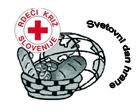 RDEČI KRIŽ
SLOVENIJE
Svetovni dan hrane